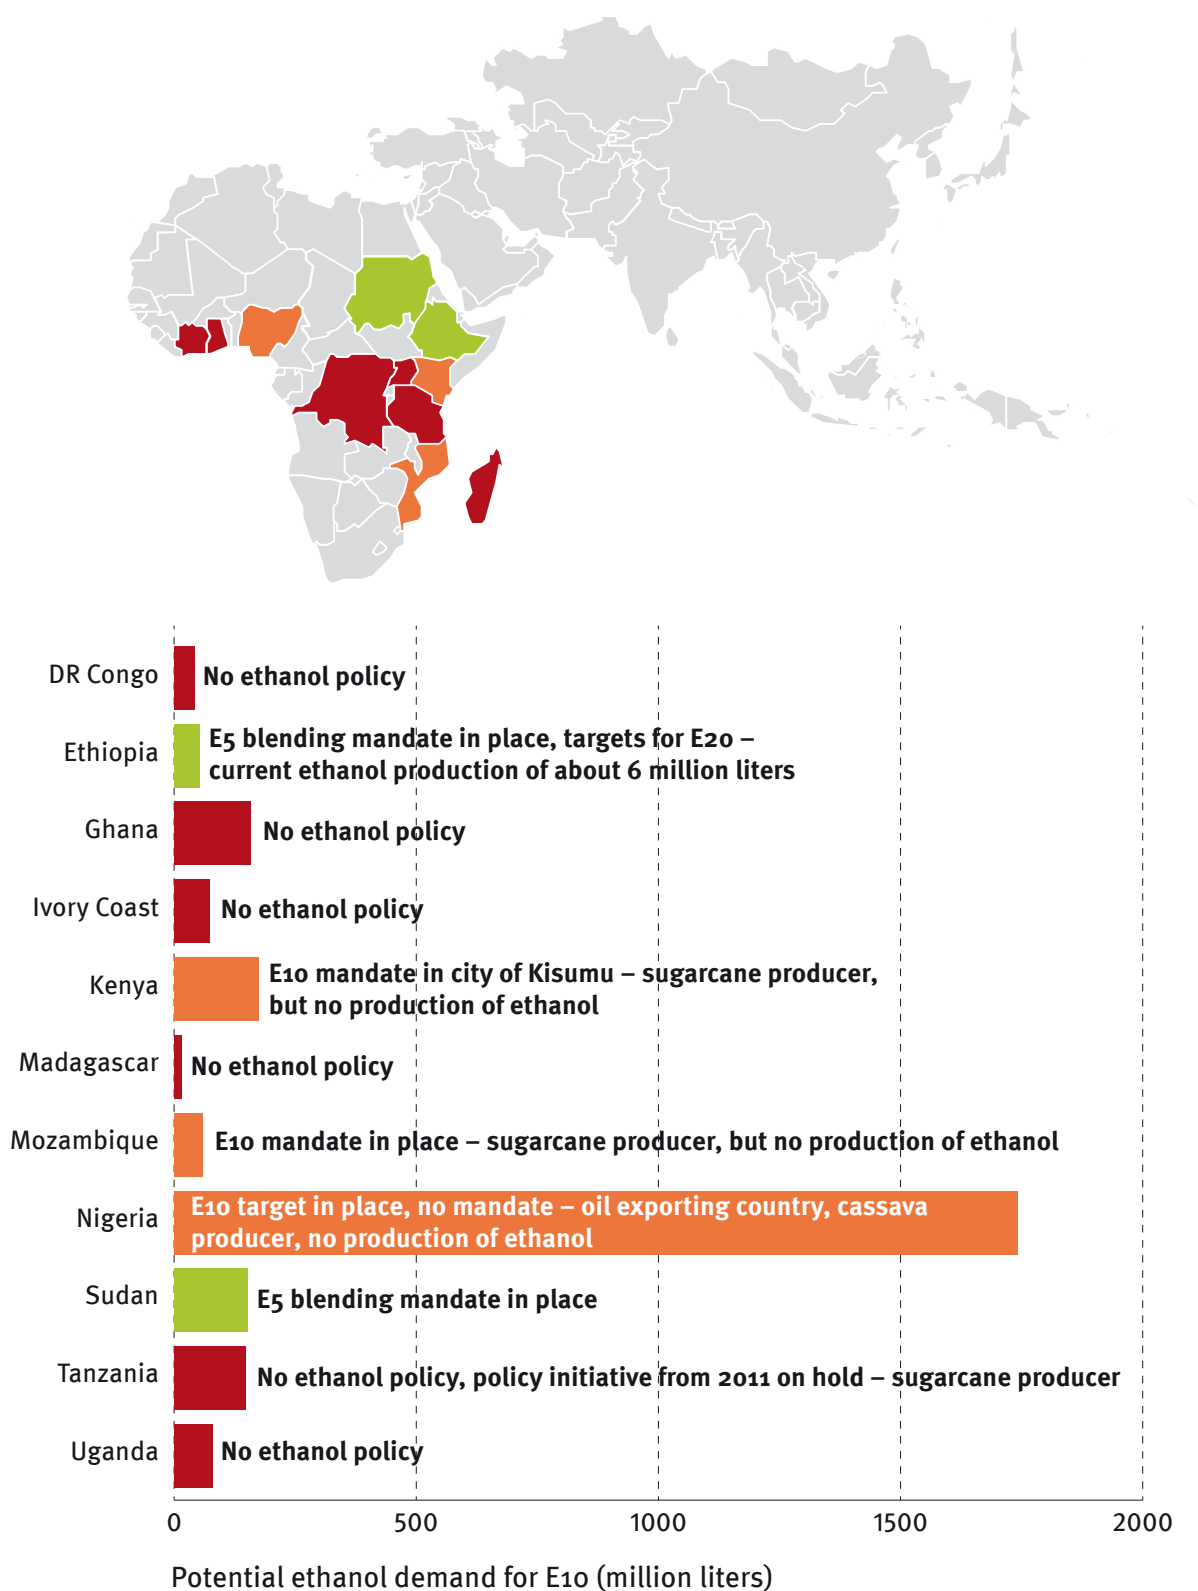 DR Congo
No ethanol policy
Ethiopia
E5 blending mandate in place, targets for E20 –
current ethanol production of about 6 million liters
Ghana
No ethanol policy
Ivory Coast
No ethanol policy
Kenya
E10 mandate in city of Kisumu – sugarcane producer,
but no production of ethanol
Madagascar
No ethanol policy
Mozambique
E10 mandate in place – sugarcane producer, but no production of ethanol
Nigeria
E10 target in place, no mandate – oil exporting country, cassava
producer, no production of ethanol
Sudan
E5 blending mandate in place
Tanzania
No ethanol policy, policy initiative from 2011 on hold – sugarcane producer
Uganda
No ethanol policy
0 500 1000 1500 2000
Potential ethanol demand for E10 (million liters)